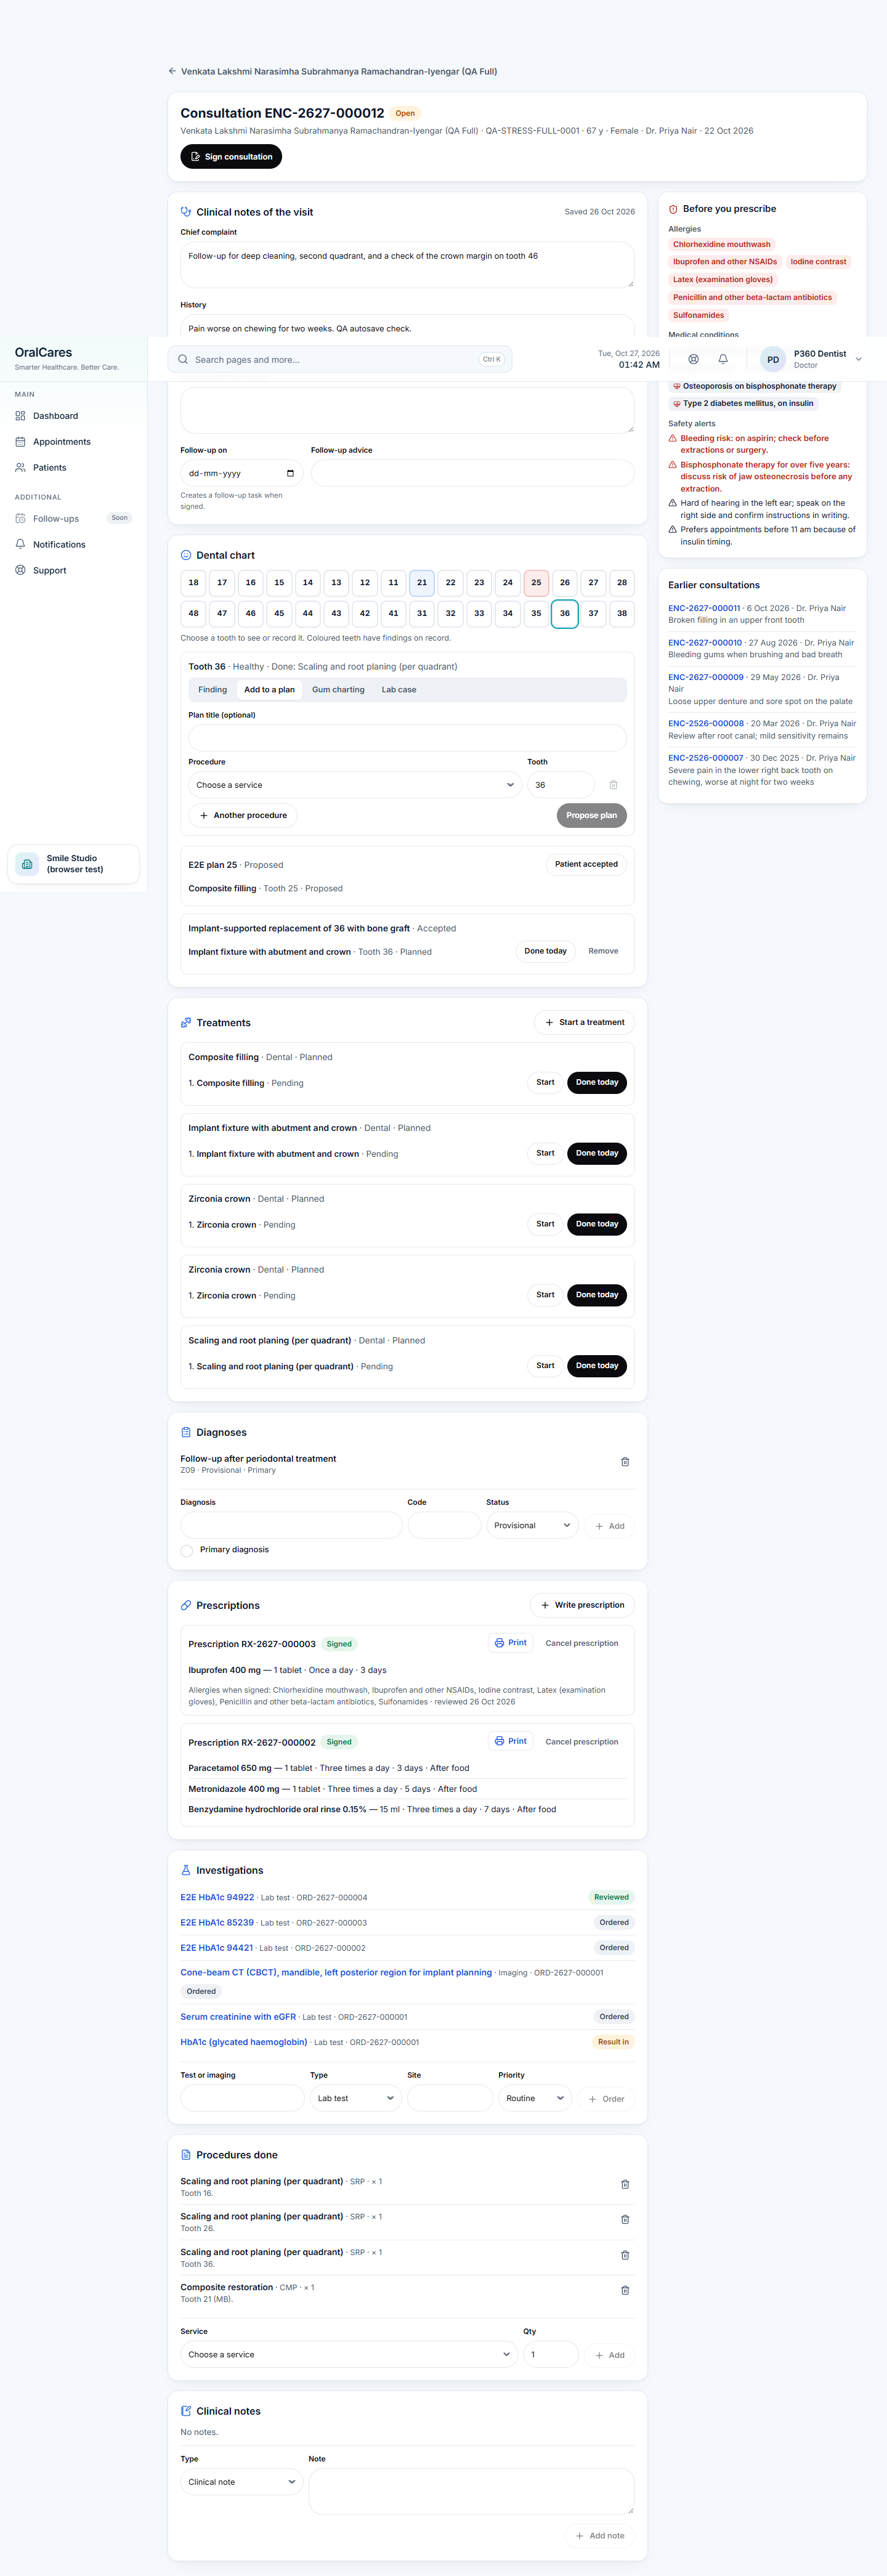 Venkata Lakshmi Narasimha Subrahmanya Ramachandran-Iyengar (QA Full)
Consultation ENC-2627-000012 Open
Venkata Lakshmi Narasimha Subrahmanya Ramachandran-Iyengar (QA Full) · QA-STRESS-FULL-0001 · 67 y · Female · Dr. Priya Nair · 22 Oct 2026
Sign consultation
Clinical notes of the visit
Saved 26 Oct 2026
Chief complaint
Follow-up for deep cleaning, second quadrant, and a check of the crown margin on tooth 46
History
Pain worse on chewing for two weeks. QA autosave check.
Before you prescribe
Allergies
Chlorhexidine mouthwash
Ibuprofen and other NSAIDs
Iodine contrast
Latex (examination gloves)
Penicillin and other beta-lactam antibiotics
Sulfonamides
Medical conditions
OralCares
Smarter Healthcare. Better Care.
Search pages and more...
Ctrl K
Tue, Oct 27, 2026
01:42 AM
PD
P360 Dentist
Doctor
MAIN
Dashboard
Appointments
Patients
ADDITIONAL
Follow-ups
Soon
Notifications
Support
Smile Studio
(browser test)
Osteoporosis on bisphosphonate therapy
Type 2 diabetes mellitus, on insulin
Safety alerts
Bleeding risk: on aspirin; check before
extractions or surgery.
Bisphosphonate therapy for over five years:
discuss risk of jaw osteonecrosis before any
extraction.
Hard of hearing in the left ear; speak on the
right side and confirm instructions in writing.
Prefers appointments before 11 am because of
insulin timing.
Follow-up on
Follow-up advice
dd-mm-yyyy
Creates a follow-up task when
signed.
Earlier consultations
ENC-2627-000011 · 6 Oct 2026 · Dr. Priya Nair
Broken filling in an upper front tooth
ENC-2627-000010 · 27 Aug 2026 · Dr. Priya Nair
Bleeding gums when brushing and bad breath
ENC-2627-000009 · 29 May 2026 · Dr. Priya
Nair
Loose upper denture and sore spot on the palate
ENC-2526-000008 · 20 Mar 2026 · Dr. Priya Nair
Review after root canal; mild sensitivity remains
ENC-2526-000007 · 30 Dec 2025 · Dr. Priya Nair
Severe pain in the lower right back tooth on
chewing, worse at night for two weeks
Dental chart
18 17 16 15 14 13 12 11 21 22 23 24 25 26 27 28
48 47 46 45 44 43 42 41 31 32 33 34 35 36 37 38
Choose a tooth to see or record it. Coloured teeth have findings on record.
Tooth 36 · Healthy · Done: Scaling and root planing (per quadrant)
Finding
Add to a plan
Gum charting
Lab case
Plan title (optional)
Procedure
Tooth
Choose a service
36
Another procedure
Propose plan
E2E plan 25 · Proposed
Patient accepted
Composite filling · Tooth 25 · Proposed
Implant-supported replacement of 36 with bone graft · Accepted
Implant fixture with abutment and crown · Tooth 36 · Planned
Done today
Remove
Treatments
Start a treatment
Composite filling · Dental · Planned
1. Composite filling · Pending
Start
Done today
Implant fixture with abutment and crown · Dental · Planned
1. Implant fixture with abutment and crown · Pending
Start
Done today
Zirconia crown · Dental · Planned
1. Zirconia crown · Pending
Start
Done today
Zirconia crown · Dental · Planned
1. Zirconia crown · Pending
Start
Done today
Scaling and root planing (per quadrant) · Dental · Planned
1. Scaling and root planing (per quadrant) · Pending
Start
Done today
Diagnoses
Follow-up after periodontal treatment
Z09 · Provisional · Primary
Diagnosis
Code
Status
Provisional
Add
Primary diagnosis
Prescriptions
Write prescription
Prescription RX-2627-000003 Signed
Print
Cancel prescription
Ibuprofen 400 mg — 1 tablet · Once a day · 3 days
Allergies when signed: Chlorhexidine mouthwash, Ibuprofen and other NSAIDs, Iodine contrast, Latex (examination
gloves), Penicillin and other beta-lactam antibiotics, Sulfonamides · reviewed 26 Oct 2026
Prescription RX-2627-000002 Signed
Print
Cancel prescription
Paracetamol 650 mg — 1 tablet · Three times a day · 3 days · After food
Metronidazole 400 mg — 1 tablet · Three times a day · 5 days · After food
Benzydamine hydrochloride oral rinse 0.15% — 15 ml · Three times a day · 7 days · After food
Investigations
E2E HbA1c 94922 · Lab test · ORD-2627-000004
Reviewed
E2E HbA1c 85239 · Lab test · ORD-2627-000003
Ordered
E2E HbA1c 94421 · Lab test · ORD-2627-000002
Ordered
Cone-beam CT (CBCT), mandible, left posterior region for implant planning · Imaging · ORD-2627-000001
Ordered
Serum creatinine with eGFR · Lab test · ORD-2627-000001
Ordered
HbA1c (glycated haemoglobin) · Lab test · ORD-2627-000001
Result in
Test or imaging
Type
Site
Priority
Lab test
Routine
Order
Procedures done
Scaling and root planing (per quadrant) · SRP · × 1
Tooth 16.
Scaling and root planing (per quadrant) · SRP · × 1
Tooth 26.
Scaling and root planing (per quadrant) · SRP · × 1
Tooth 36.
Composite restoration · CMP · × 1
Tooth 21 (MB).
Service
Qty
Choose a service
1
Add
Clinical notes
No notes.
Type
Note
Clinical note
Add note